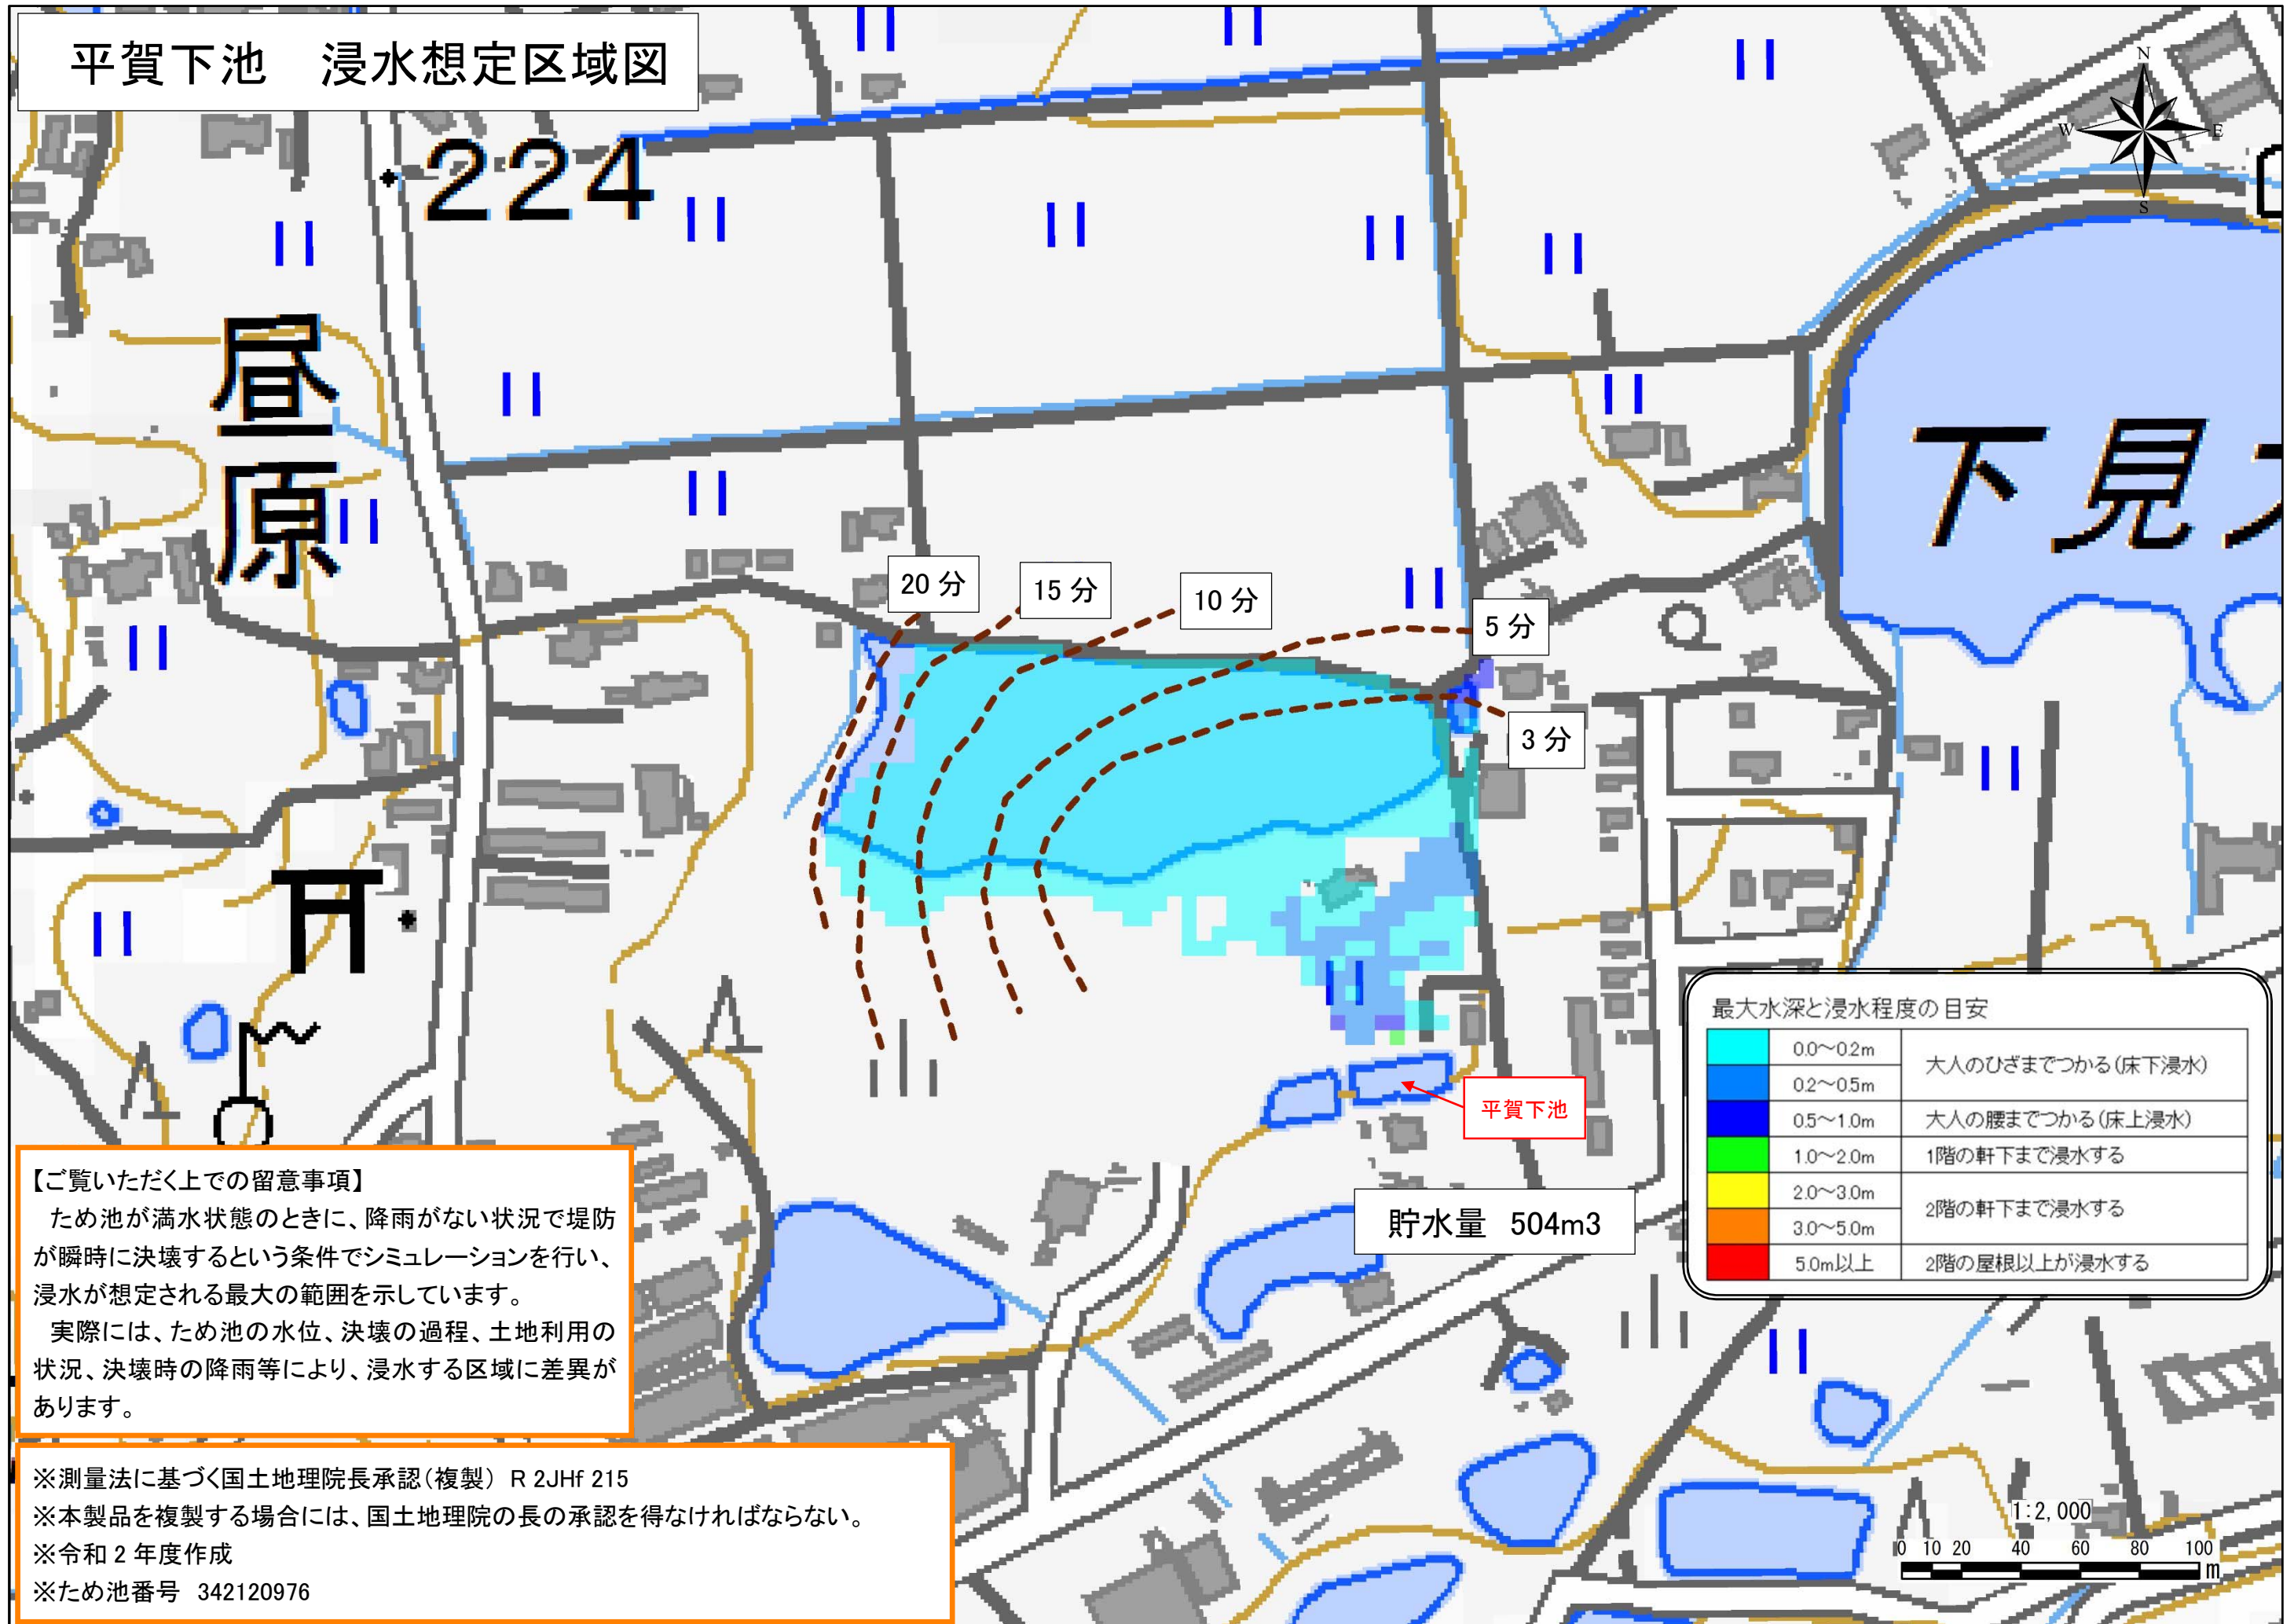 平賀下池　浸水想定区域図
N
W
E
S
224
昼原
下見
20 分
15 分
10 分
5 分
3 分
平賀下池
貯水量 504m3
最大水深と浸水程度の目安
0.0～0.2m
大人のひざまでつかる(床下浸水)
0.2～0.5m
0.5～1.0m 大人の腰までつかる(床上浸水)
1.0～2.0m 1階の軒下まで浸水する
2.0～3.0m
2階の軒下まで浸水する
3.0～5.0m
5.0m以上 2階の屋根以上が浸水する
【ご覧いただく上での留意事項】
ため池が満水状態のときに、降雨がない状況で堤防
が瞬時に決壊するという条件でシミュレーションを行い、
浸水が想定される最大の範囲を示しています。
実際には、ため池の水位、決壊の過程、土地利用の
状況、決壊時の降雨等により、浸水する区域に差異が
あります。
※測量法に基づく国土地理院長承認(複製) R 2JHf 215
※本製品を複製する場合には、国土地理院の長の承認を得なければならない。
※令和 2 年度作成
※ため池番号 342120976
1:2,000
0 10 20 40 60 80 100
m